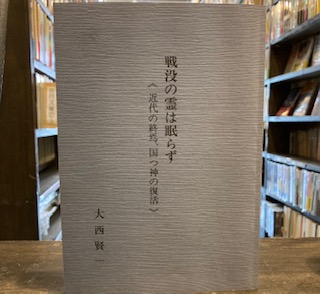 戦没の霊は眠らず
〈近代の終焉、国つ神の復活〉
大西賢一